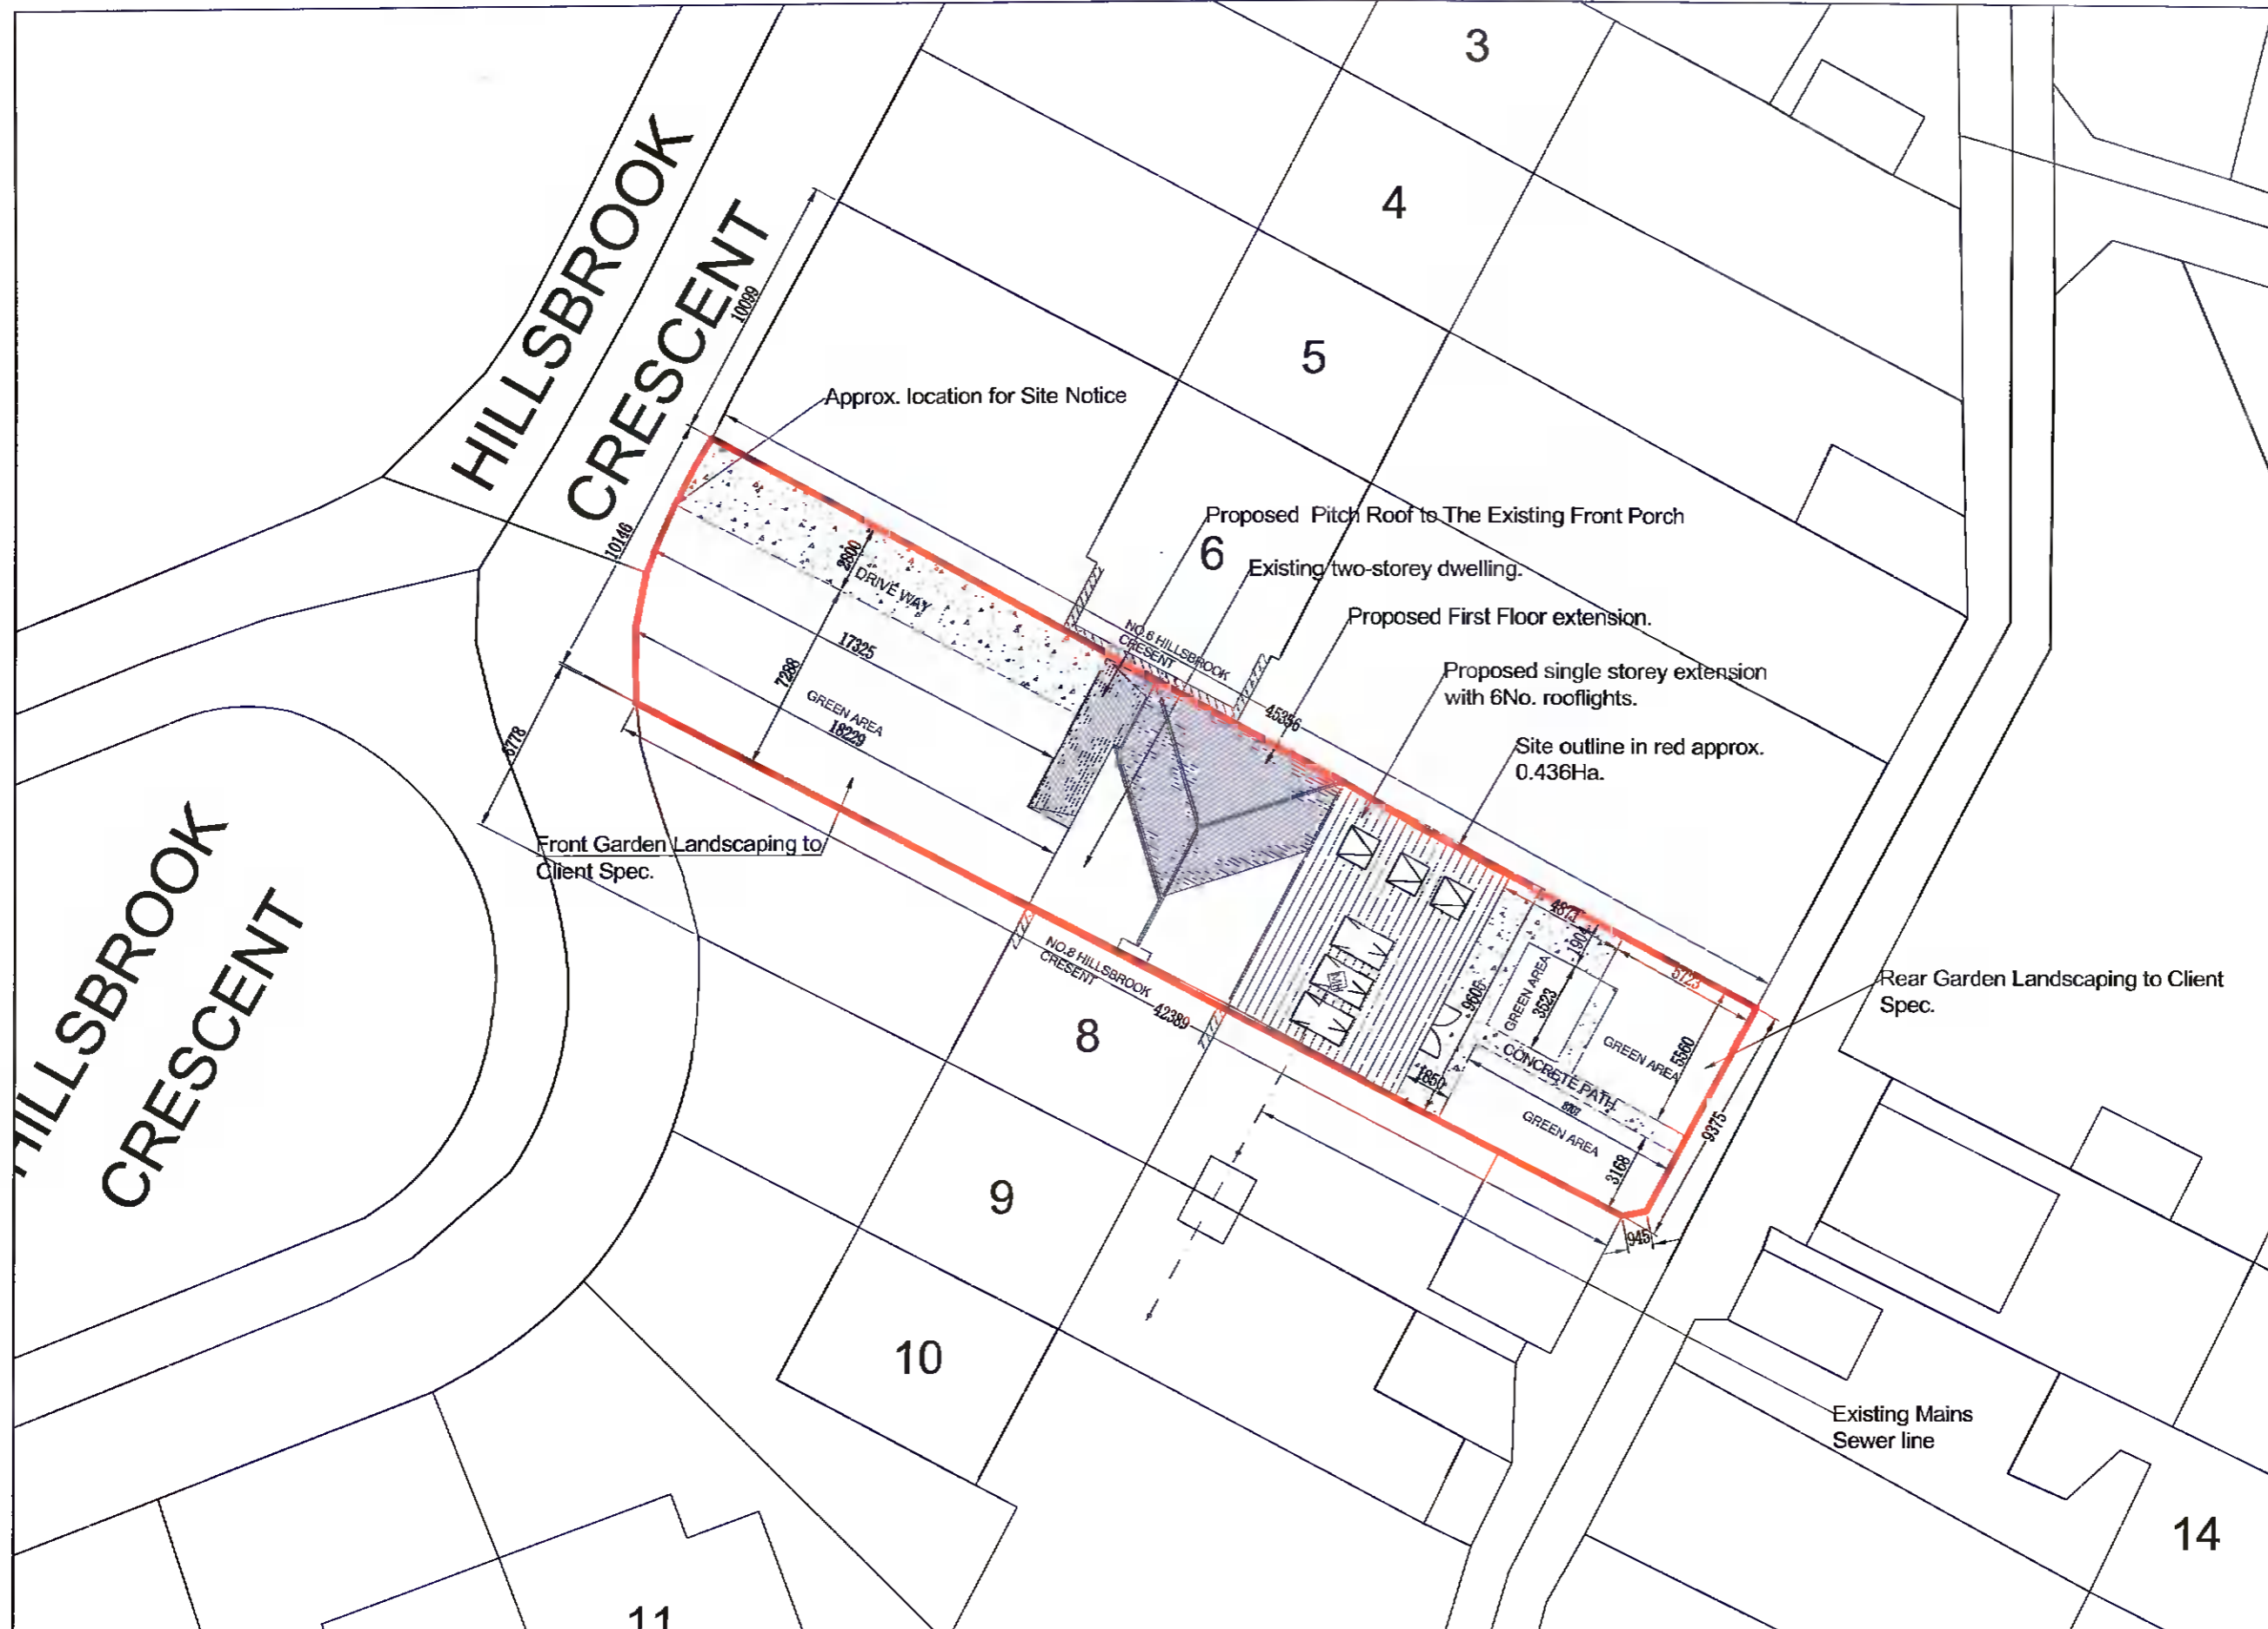 3
4
5
HILLSBROOK
CRESCENT
10099
Approx. location for Site Notice
10146
Proposed Pitch Roof to The Existing Front Porch
6
Existing two-storey dwelling.
2800
DRIVE WAY
Proposed First Floor extension.
NO.6 HILLSBROOK
CRESENT
17325
7288
Proposed single storey extension
with 6No. rooflights.
GREEN AREA
18229
45356
Site outline in red approx.
0.436Ha.
Front Garden Landscaping to
Client Spec.
HILLSBROOK
CRESCENT
1904
5723
Rear Garden Landscaping to Client
Spec.
NO.8 HILLSBROOK
CRESENT
42389
9606
GREEN AREA
3523
GREEN AREA
5560
8
CONCRETE PATH
1850
GREEN AREA
9375
3168
945
9
10
Existing Mains
Sewer line
14
11